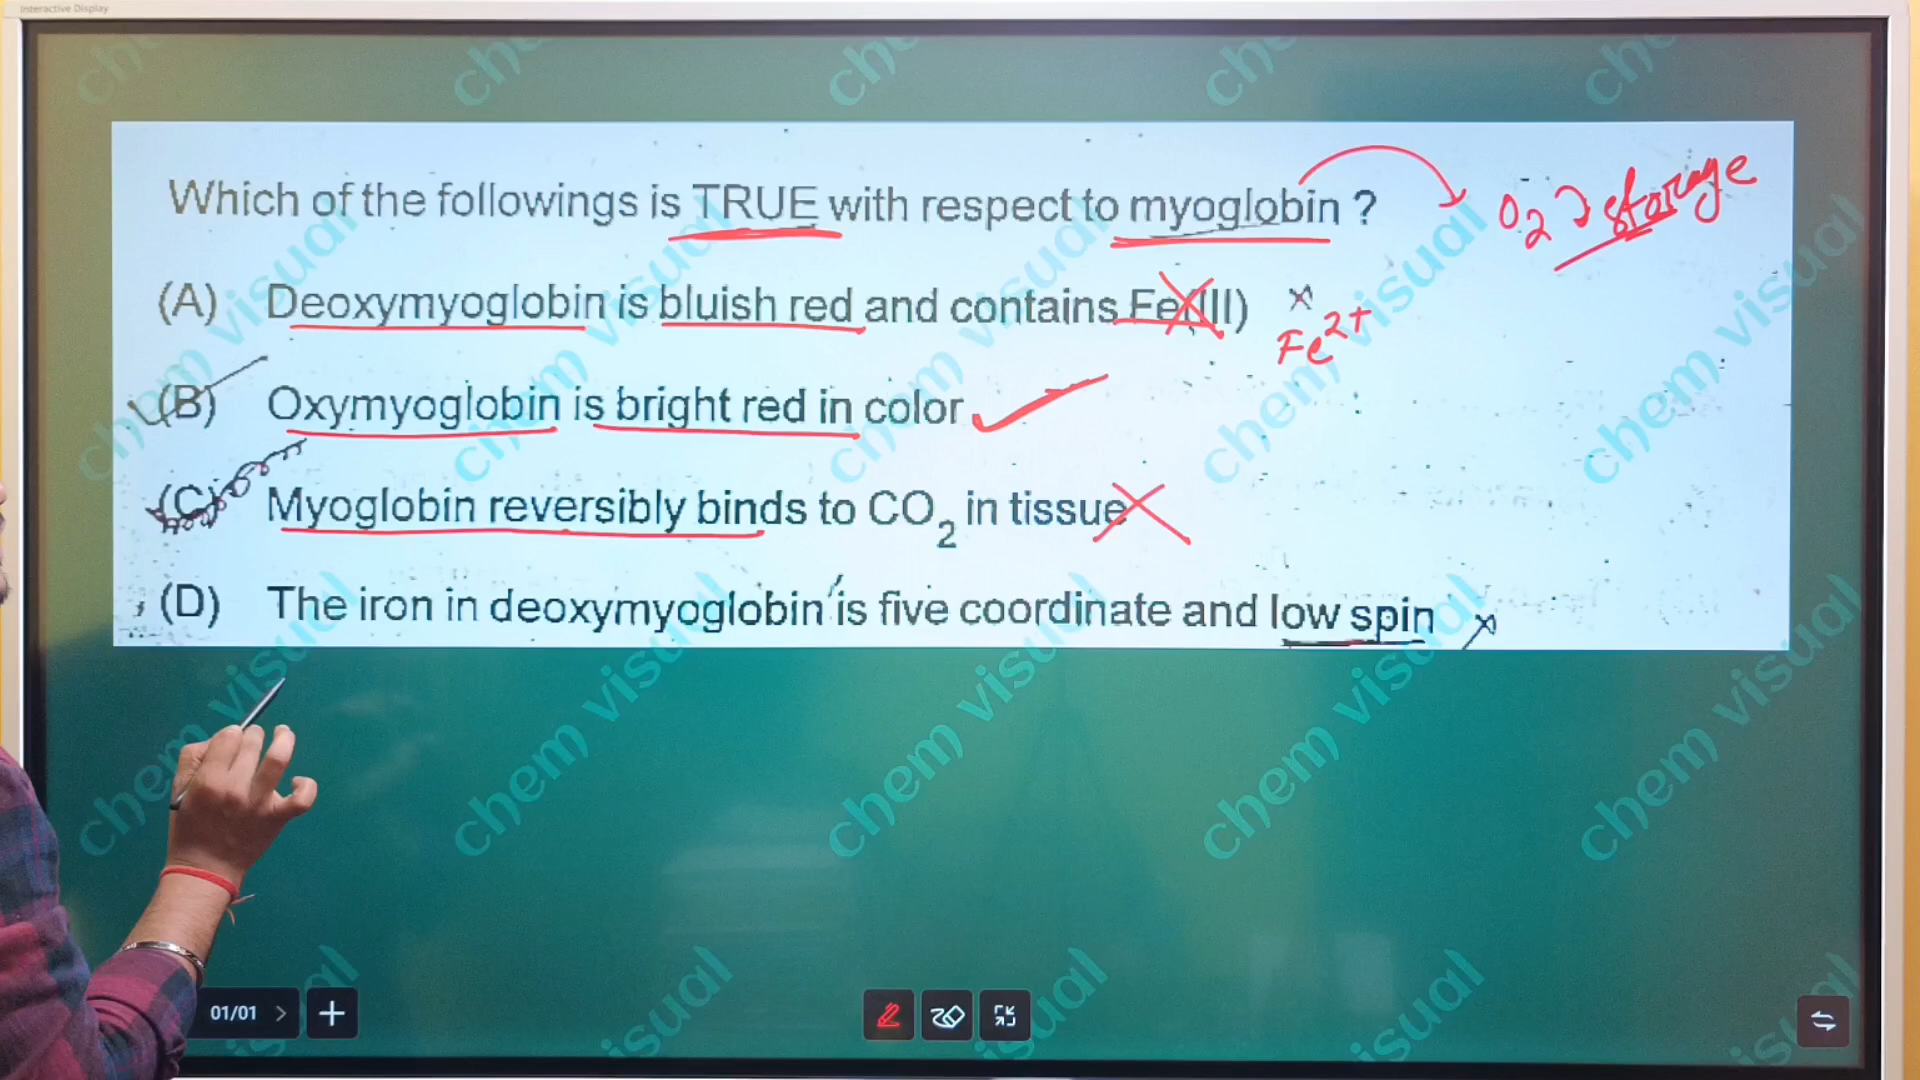 Interactive Display
Which of the followings is TRUE with respect to myoglobin ?
O2 storage
(A) Deoxymyoglobin is bluish red and contains Fe(III)
Fe2+
(B) Oxymyoglobin is bright red in color
(C) Myoglobin reversibly binds to CO2 in tissue
(D) The iron in deoxymyoglobin is five coordinate and low spin
chem visual
01/01